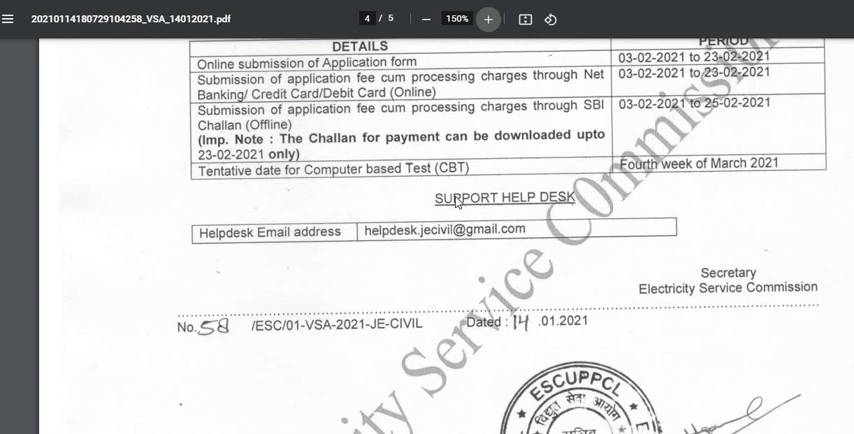 20210114180729104258_VSA_14012021.pdf
4 / 5
150%
DETAILS
PERIOD
Online submission of Application form
03-02-2021 to 23-02-2021
Submission of application fee cum processing charges through Net
03-02-2021 to 23-02-2021
Banking/ Credit Card/Debit Card (Online)
Submission of application fee cum processing charges through SBI
03-02-2021 to 25-02-2021
Challan (Offline)
(Imp. Note : The Challan for payment can be downloaded upto
23-02-2021 only)
Tentative date for Computer based Test (CBT)
Fourth week of March 2021
SUPPORT HELP DESK
Helpdesk Email address
helpdesk.jecivil@gmail.com
Secretary
Electricity Service Commission
No. 58 /ESC/01-VSA-2021-JE-CIVIL Dated : 14 .01.2021
ity Service C0mmission
ESCUPPCL
विद्युत सेवा आयोग